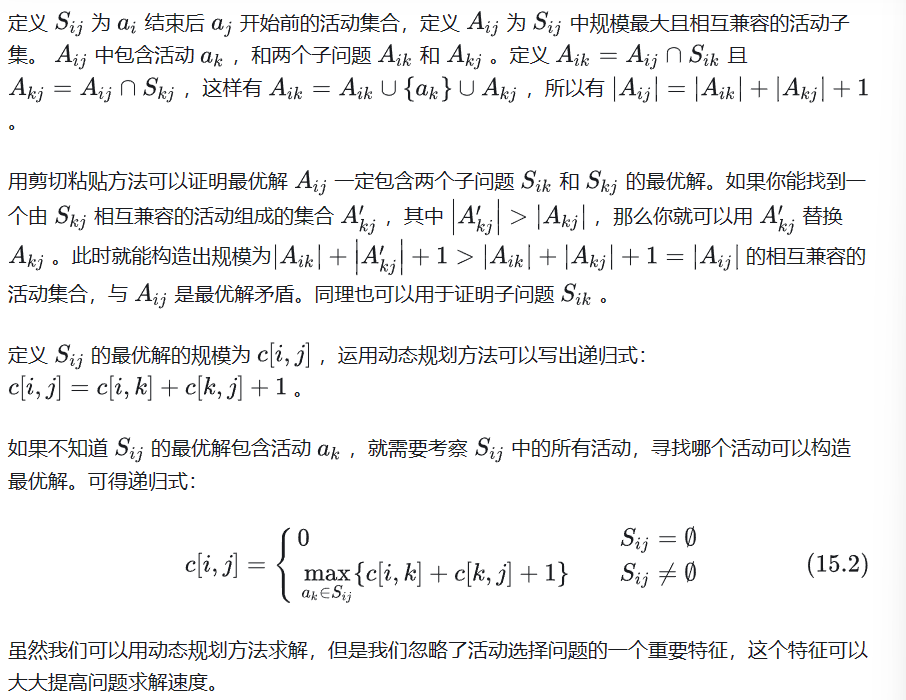 定义 $S_{ij}$ 为 $a_i$ 结束后 $a_j$ 开始前的活动集合，定义 $A_{ij}$ 为 $S_{ij}$ 中规模最大且相互兼容的活动子
集。 $A_{ij}$ 中包含活动 $a_k$ ，和两个子问题 $A_{ik}$ 和 $A_{kj}$ 。定义 $A_{ik} = A_{ij} \cap S_{ik}$ 且
$A_{kj} = A_{ij} \cap S_{kj}$ ，这样有 $A_{ik} = A_{ik} \cup \{a_k\} \cup A_{kj}$ ，所以有 $|A_{ij}| = |A_{ik}| + |A_{kj}| + 1$
。
用剪切粘贴方法可以证明最优解 $A_{ij}$ 一定包含两个子问题 $S_{ik}$ 和 $S_{kj}$ 的最优解。如果你能找到一
个由 $S_{kj}$ 相互兼容的活动组成的集合 $A'_{kj}$ ，其中 $|A'_{kj}| > |A_{kj}|$ ，那么你就可以用 $A'_{kj}$ 替换
$A_{kj}$ 。此时就能构造出规模为$|A_{ik}| + |A'_{kj}| + 1 > |A_{ik}| + |A_{kj}| + 1 = |A_{ij}|$ 的相互兼容的
活动集合，与 $A_{ij}$ 是最优解矛盾。同理也可以用于证明子问题 $S_{ik}$ 。
定义 $S_{ij}$ 的最优解的规模为 $c[i,j]$ ，运用动态规划方法可以写出递归式：
$c[i,j] = c[i,k] + c[k,j] + 1$ 。
如果不知道 $S_{ij}$ 的最优解包含活动 $a_k$ ，就需要考察 $S_{ij}$ 中的所有活动，寻找哪个活动可以构造
最优解。可得递归式：
$c[i,j] = \begin{cases} 0 & S_{ij} = \emptyset \\ \max\limits_{a_k \in S_{ij}} \{c[i,k] + c[k,j] + 1\} & S_{ij} \neq \emptyset \end{cases}$ (15.2)
虽然我们可以用动态规划方法求解，但是我们忽略了活动选择问题的一个重要特征，这个特征可以
大大提高问题求解速度。